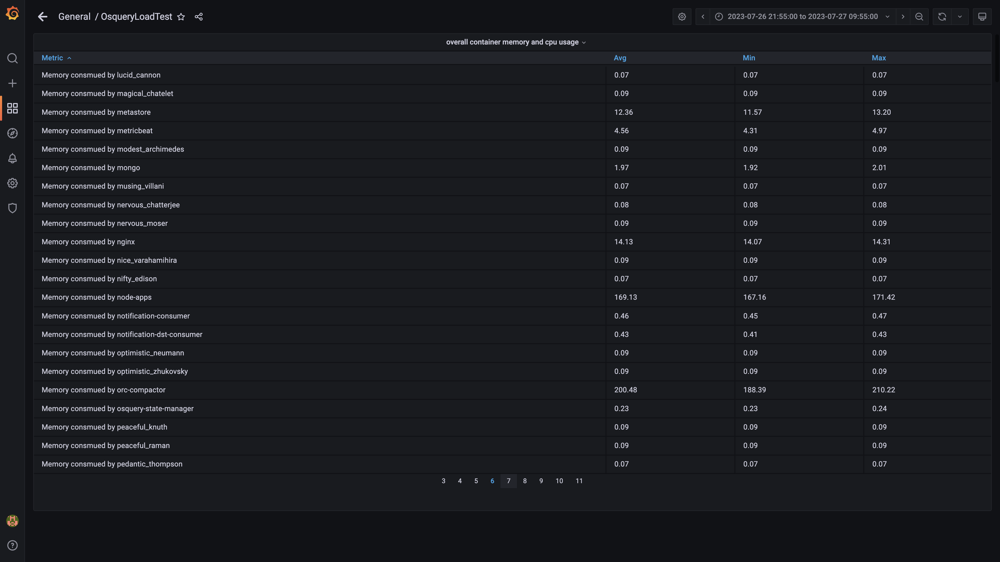 General / OsqueryLoadTest
2023-07-26 21:55:00 to 2023-07-27 09:55:00
overall container memory and cpu usage
Metric Avg Min Max
Memory consmued by lucid_cannon 0.07 0.07 0.07
Memory consmued by magical_chatelet 0.09 0.09 0.09
Memory consmued by metastore 12.36 11.57 13.20
Memory consmued by metricbeat 4.56 4.31 4.97
Memory consmued by modest_archimedes 0.09 0.09 0.09
Memory consmued by mongo 1.97 1.92 2.01
Memory consmued by musing_villani 0.07 0.07 0.07
Memory consmued by nervous_chatterjee 0.08 0.08 0.08
Memory consmued by nervous_moser 0.09 0.09 0.09
Memory consmued by nginx 14.13 14.07 14.31
Memory consmued by nice_varahamihira 0.09 0.09 0.09
Memory consmued by nifty_edison 0.07 0.07 0.07
Memory consmued by node-apps 169.13 167.16 171.42
Memory consmued by notification-consumer 0.46 0.45 0.47
Memory consmued by notification-dst-consumer 0.43 0.41 0.43
Memory consmued by optimistic_neumann 0.09 0.09 0.09
Memory consmued by optimistic_zhukovsky 0.09 0.09 0.09
Memory consmued by orc-compactor 200.48 188.39 210.22
Memory consmued by osquery-state-manager 0.23 0.23 0.24
Memory consmued by peaceful_knuth 0.09 0.09 0.09
Memory consmued by peaceful_raman 0.09 0.09 0.09
Memory consmued by pedantic_thompson 0.07 0.07 0.07
3 4 5 6 7 8 9 10 11